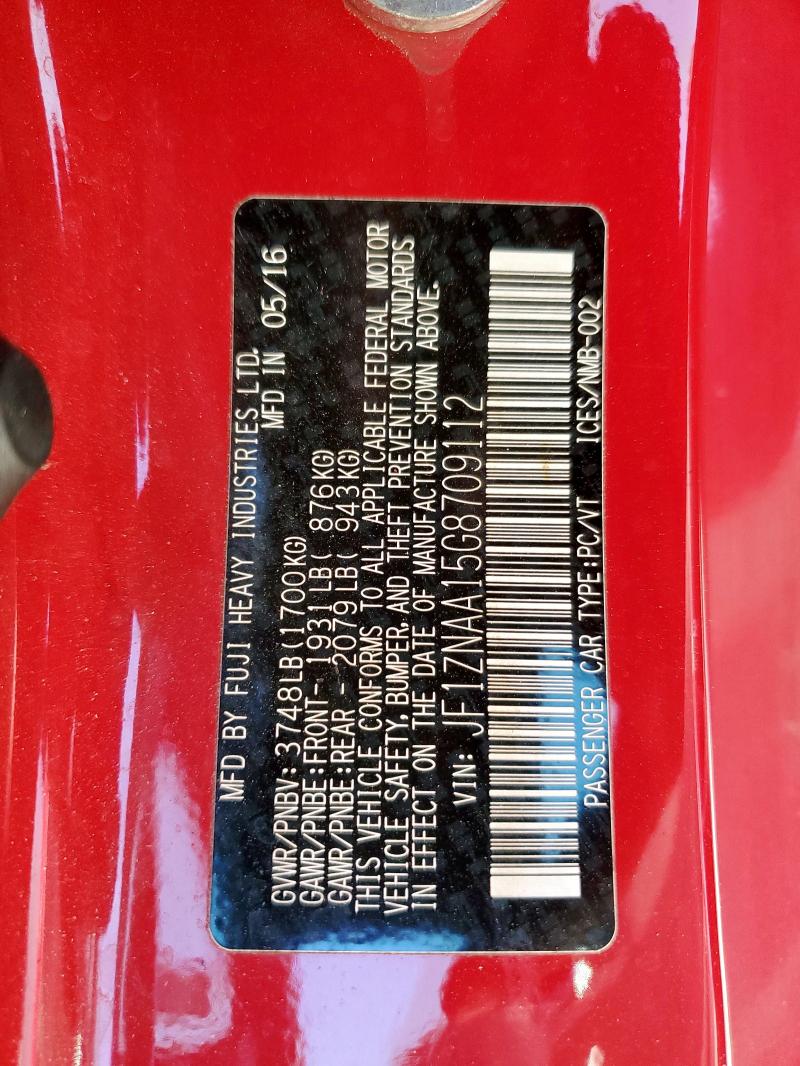 MFD BY FUJI HEAVY INDUSTRIES LTD.
MFD IN 05/16
GVWR/PNBV: 3748LB(1700KG)
GAWR/PNBE:FRONT- 1931LB( 876KG)
GAWR/PNBE:REAR - 2079LB( 943KG)
THIS VEHICLE CONFORMS TO ALL APPLICABLE FEDERAL MOTOR
VEHICLE SAFETY, BUMPER, AND THEFT PREVENTION STANDARDS
IN EFFECT ON THE DATE OF MANUFACTURE SHOWN ABOVE.
VIN: JF1ZNAA15G8709112
PASSENGER CAR TYPE:PC/VT ICES/NMB-002